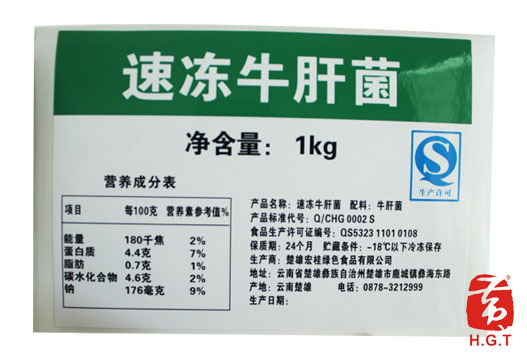 速冻牛肝菌
净含量： 1kg
营养成分表
项目 每100克 营养素参考值%
能量 180千焦 2%
蛋白质 4.4克 7%
脂肪 0.7克 1%
碳水化合物 4.6克 2%
钠 176毫克 9%
QS
生产许可
产品名称：速冻牛肝菌 配料：牛肝菌
产品标准代号：Q/CHG 0002 S
食品生产许可证编号：QS5323 1101 0108
保质期：24个月 贮藏条件：-18℃以下冷冻保存
生产商：楚雄宏桂绿色食品有限公司
地址：云南省楚雄彝族自治州楚雄市鹿城镇彝海东路
产地：云南楚雄 电话：0878-3212999
生产日期：
H.G.T